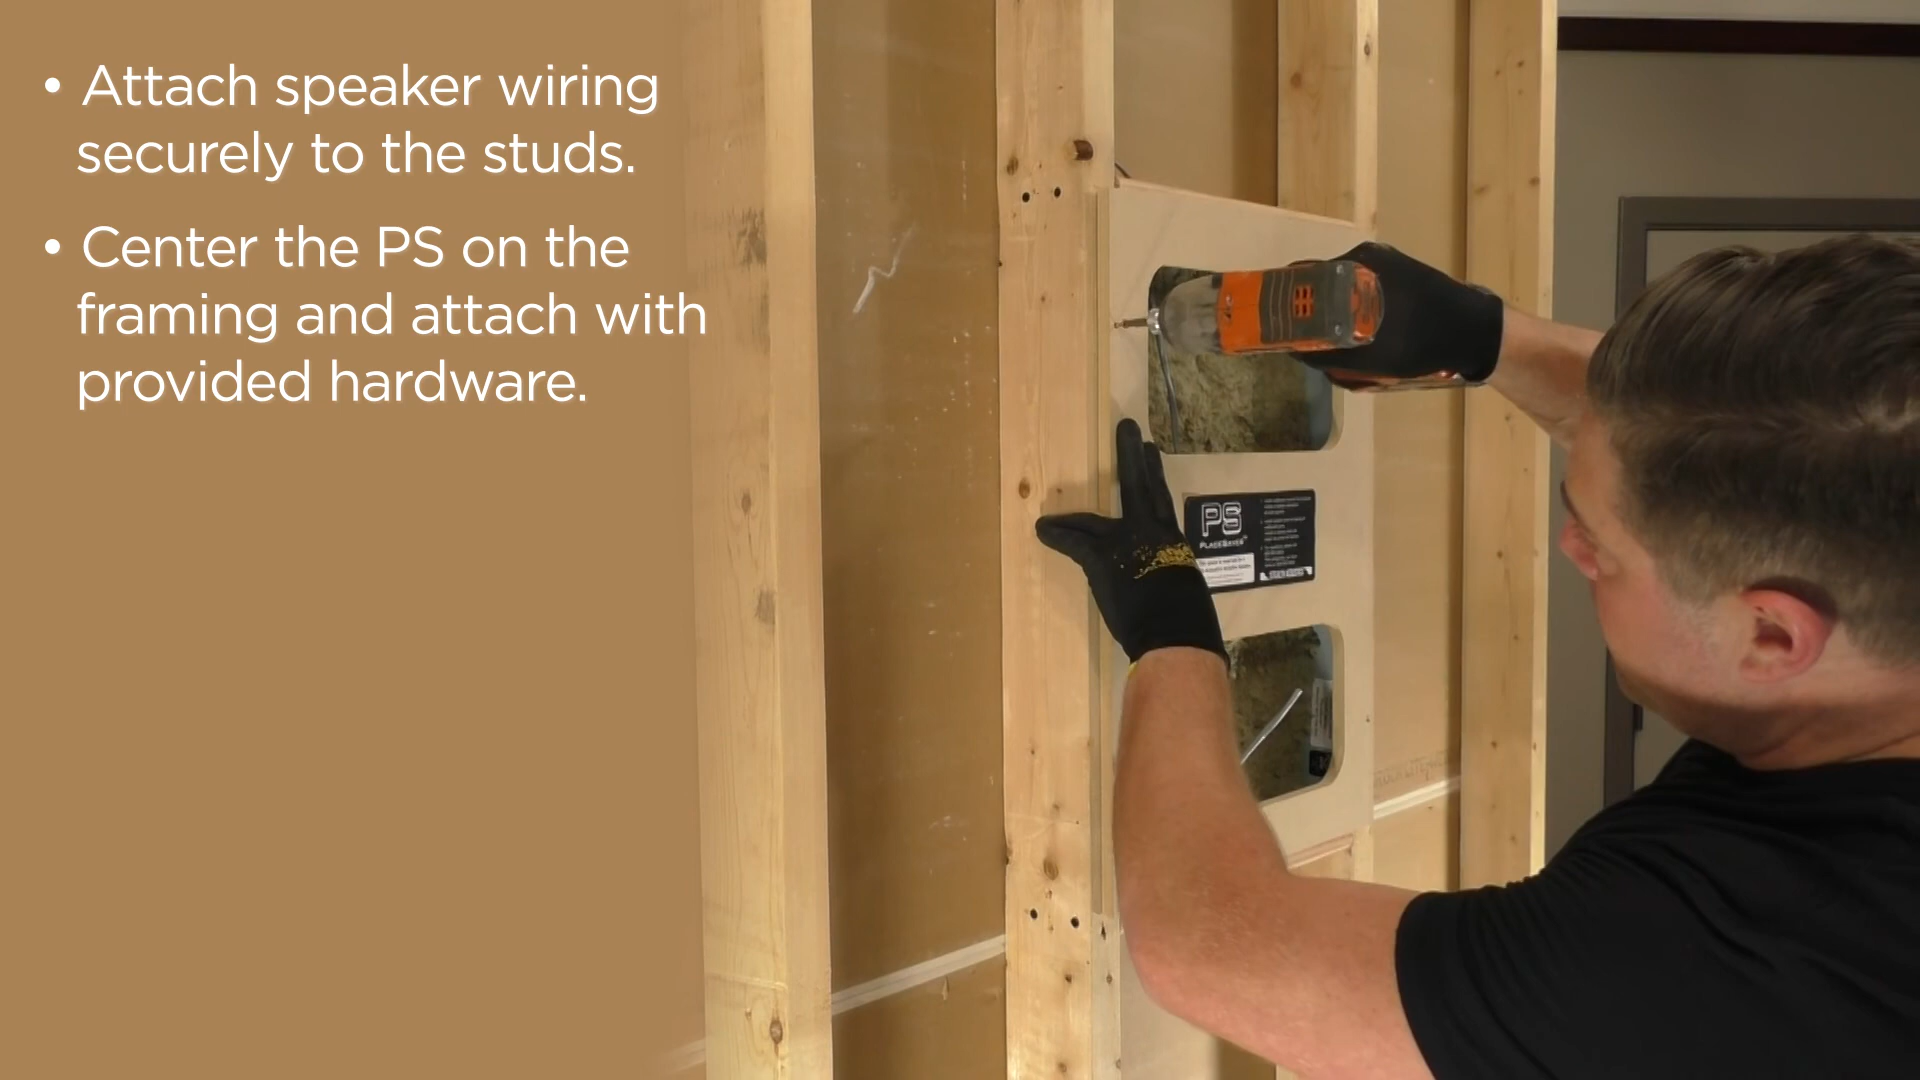 • Attach speaker wiring
securely to the studs.
• Center the PS on the
framing and attach with
provided hardware.
PS
PLACESAVER